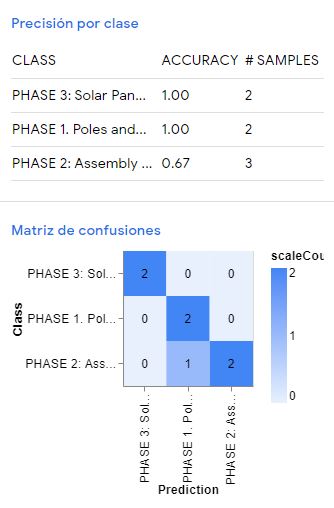 Precisión por clase
CLASS ACCURACY # SAMPLES
PHASE 3: Solar Pan... 1.00 2
PHASE 1. Poles and... 1.00 2
PHASE 2: Assembly ... 0.67 3
Matriz de confusiones
scaleCou
PHASE 3: Sol... 2 0 0 2
PHASE 1. Pol... 0 2 0 1
PHASE 2: Ass... 0 1 2 0
Class
PHASE 3: Sol... PHASE 1. Pol... PHASE 2: Ass...
Prediction